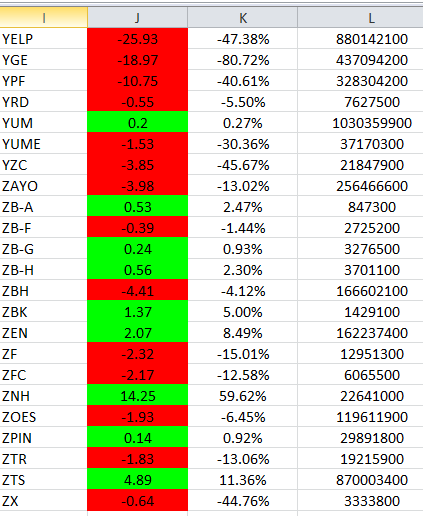 I J K L
YELP -25.93 -47.38% 880142100
YGE -18.97 -80.72% 437094200
YPF -10.75 -40.61% 328304200
YRD -0.55 -5.50% 7627500
YUM 0.2 0.27% 1030359900
YUME -1.53 -30.36% 37170300
YZC -3.85 -45.67% 21847900
ZAYO -3.98 -13.02% 256466600
ZB-A 0.53 2.47% 847300
ZB-F -0.39 -1.44% 2725200
ZB-G 0.24 0.93% 3276500
ZB-H 0.56 2.30% 3701100
ZBH -4.41 -4.12% 166602100
ZBK 1.37 5.00% 1429100
ZEN 2.07 8.49% 162237400
ZF -2.32 -15.01% 12951300
ZFC -2.17 -12.58% 6065500
ZNH 14.25 59.62% 22641000
ZOES -1.93 -6.45% 119611900
ZPIN 0.14 0.92% 29891800
ZTR -1.83 -13.06% 19215900
ZTS 4.89 11.36% 870003400
ZX -0.64 -44.76% 3333800